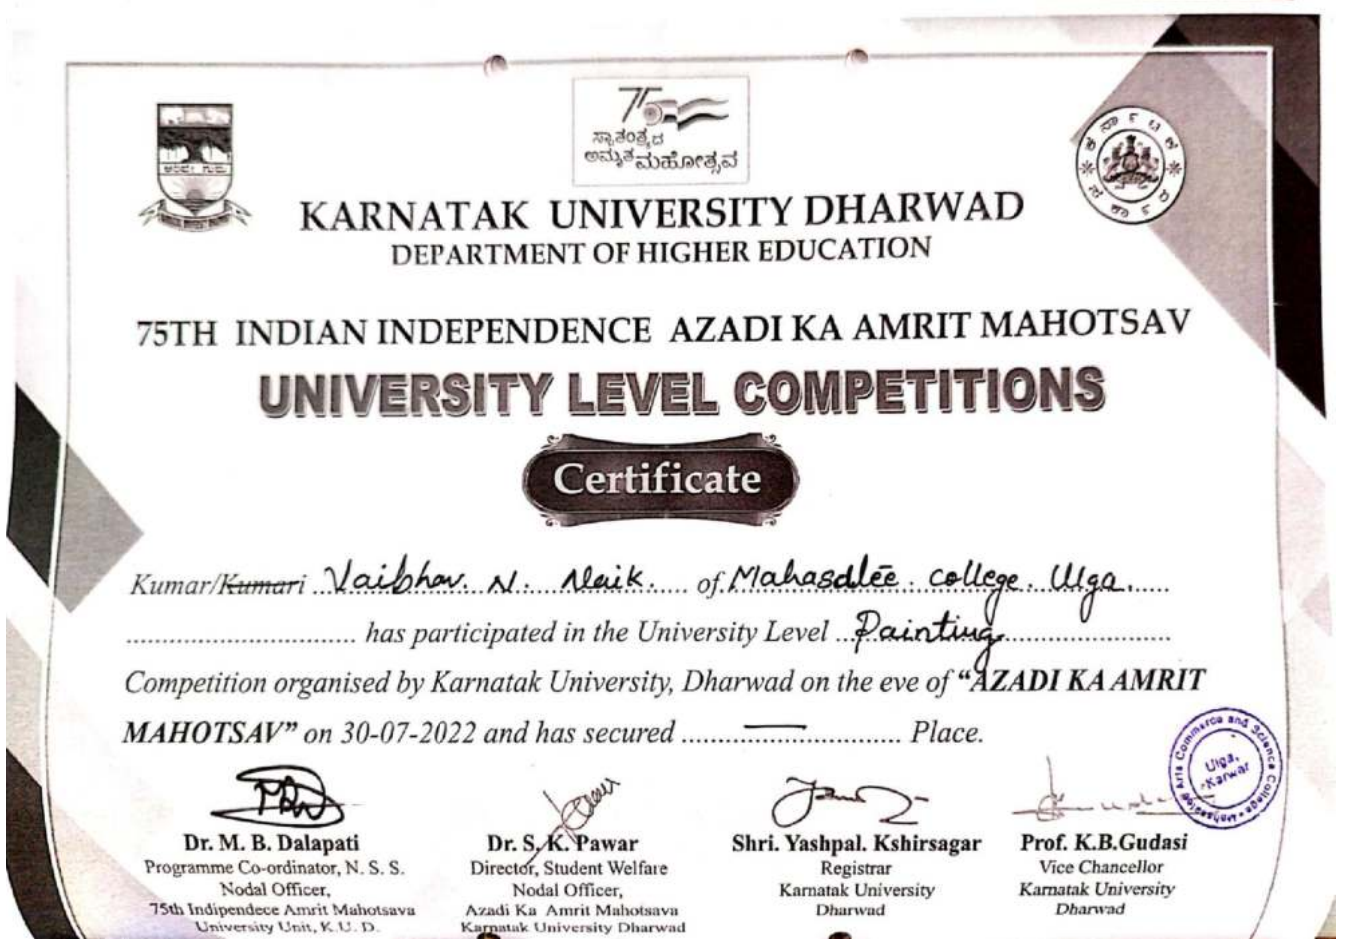 75
ಸ್ವಾತಂತ್ರ್ಯದ
ಅಮೃತ ಮಹೋತ್ಸವ
KARNATAK UNIVERSITY DHARWAD
DEPARTMENT OF HIGHER EDUCATION
75TH INDIAN INDEPENDENCE AZADI KA AMRIT MAHOTSAV
UNIVERSITY LEVEL COMPETITIONS
Certificate
Kumar/Kumari Vaibhav. N. Naik. of Mahasatee. college. Ulga.
has participated in the University Level Painting
Competition organised by Karnatak University, Dharwad on the eve of “AZADI KA AMRIT
MAHOTSAV” on 30-07-2022 and has secured — Place.
Ulga,
Karwar
Dr. M. B. Dalapati Dr. S. K. Pawar Shri. Yashpal. Kshirsagar Prof. K.B.Gudasi
Programme Co-ordinator, N. S. S. Director, Student Welfare Registrar Vice Chancellor
Nodal Officer, Nodal Officer, Karnatak University Karnatak University
75th Indipendece Amrit Mahotsava Azadi Ka Amrit Mahotsava Dharwad Dharwad
University Unit, K.U. D. Karnatak University Dharwad